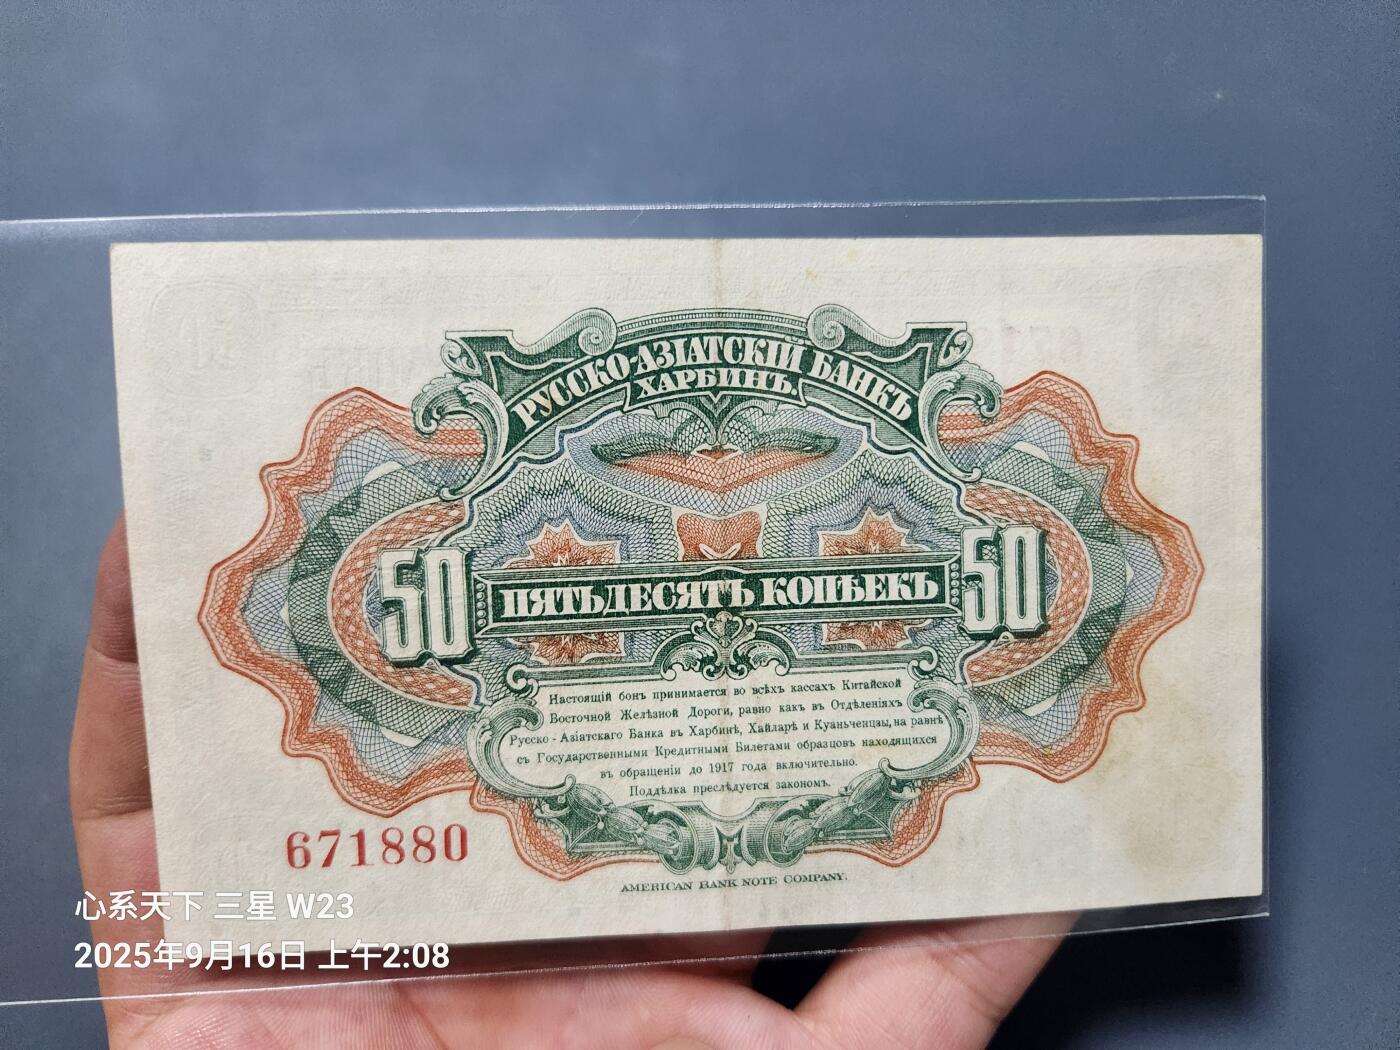 РУССКО-АЗІАТСКІЙ БАНКЪ
ХАРБИНЪ.
50 ПЯТЬДЕСЯТЪ КОПѢЕКЪ 50
Настоящій бонъ принимается во всѣхъ кассахъ Китайской
Восточной Желѣзной Дороги, равно какъ въ Отдѣленіяхъ
Русско-Азіатскаго Банка въ Харбинѣ, Хайларѣ и Куаньченцзы, на равнѣ
съ Государственными Кредитными Билетами образцовъ находящихся
въ обращеніи до 1917 года включительно.
Поддѣлка преслѣдуется закономъ.
671880
AMERICAN BANK NOTE COMPANY.
心系天下 三星 W23
2025年9月16日 上午2:08